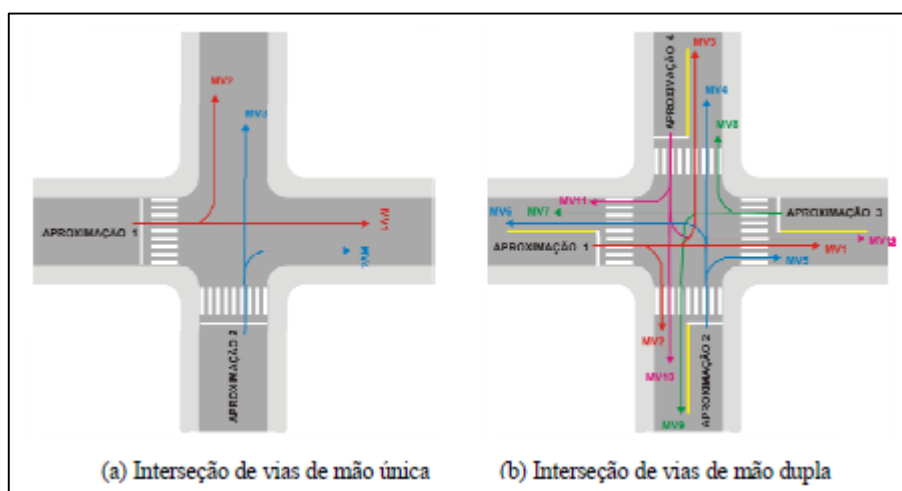 MV2
MV3
APROXIMAÇÃO 1
MV1
MV4
APROXIMAÇÃO 2
APROXIMAÇÃO 4
MV3
MV4
MV8
MV11
MV6
MV7
APROXIMAÇÃO 3
APROXIMAÇÃO 1
MV12
MV1
MV5
MV2
MV10
APROXIMAÇÃO 2
MV9
(a) Interseção de vias de mão única
(b) Interseção de vias de mão dupla